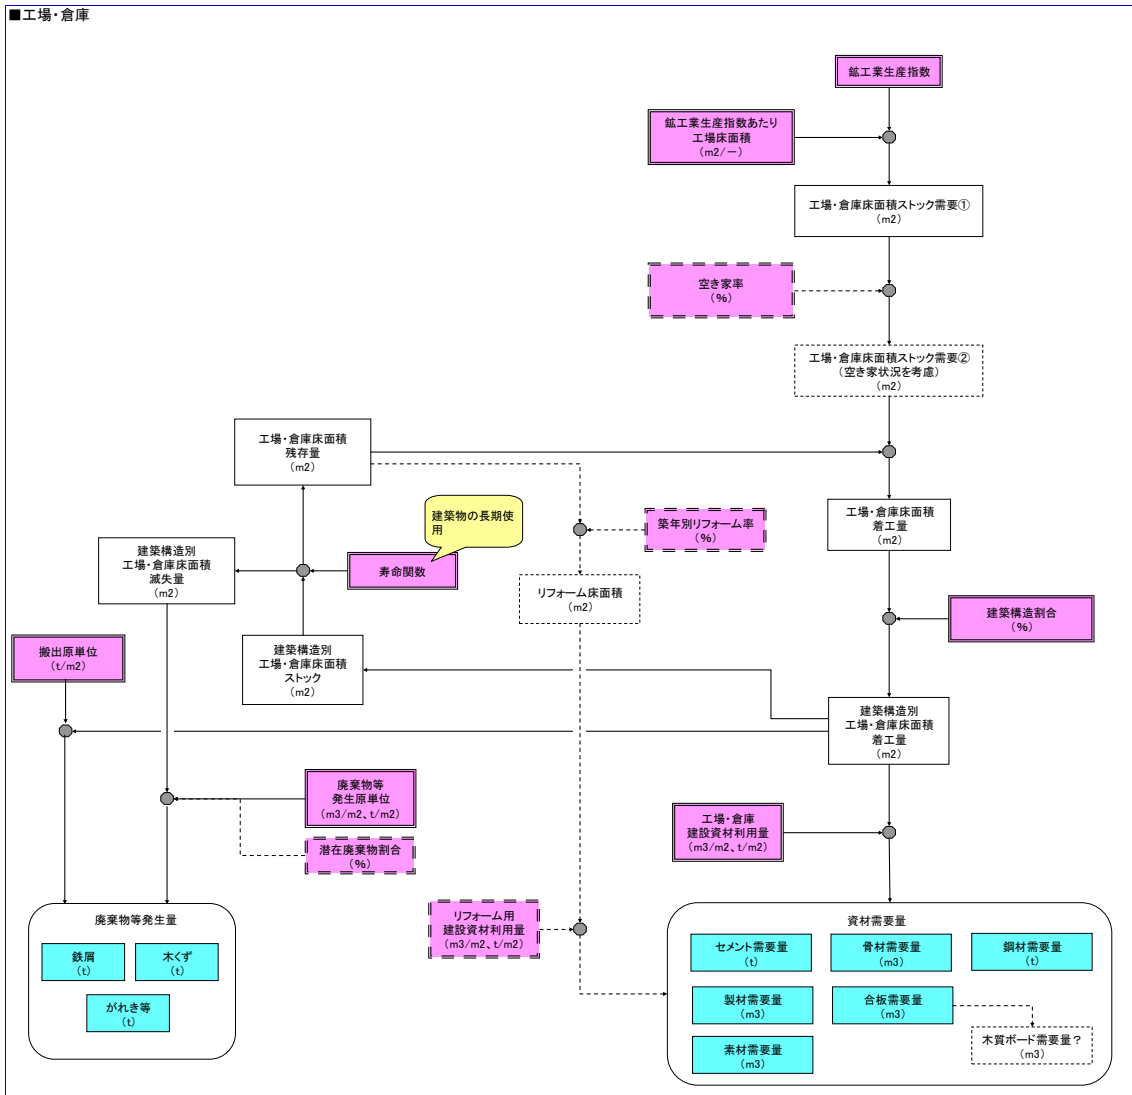 ■工場・倉庫
鉱工業生産指数
鉱工業生産指数あたり
工場床面積
(m2/ー)
工場・倉庫床面積ストック需要①
(m2)
空き家率
(%)
工場・倉庫床面積ストック需要②
(空き家状況を考慮)
(m2)
工場・倉庫床面積
残存量
(m2)
建築物の長期使
用
築年別リフォーム率
(%)
工場・倉庫床面積
着工量
(m2)
建築構造別
工場・倉庫床面積
滅失量
(m2)
寿命関数
リフォーム床面積
(m2)
建築構造割合
(%)
搬出原単位
(t/m2)
建築構造別
工場・倉庫床面積
ストック
(m2)
建築構造別
工場・倉庫床面積
着工量
(m2)
廃棄物等
発生原単位
(m3/m2、t/m2)
潜在廃棄物割合
(%)
工場・倉庫
建設資材利用量
(m3/m2、t/m2)
リフォーム用
建設資材利用量
(m3/m2、t/m2)
廃棄物等発生量
鉄屑
(t)
木くず
(t)
がれき等
(t)
資材需要量
セメント需要量
(t)
骨材需要量
(m3)
鋼材需要量
(t)
製材需要量
(m3)
合板需要量
(m3)
木質ボード需要量?
(m3)
素材需要量
(m3)